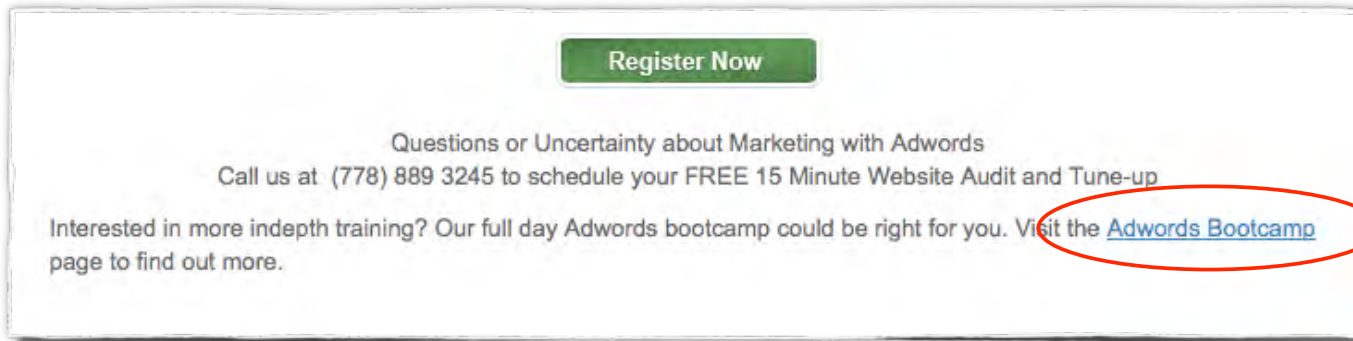 Register Now
Questions or Uncertainty about Marketing with Adwords
Call us at (778) 889 3245 to schedule your FREE 15 Minute Website Audit and Tune-up
Interested in more indepth training? Our full day Adwords bootcamp could be right for you. Visit the Adwords Bootcamp
page to find out more.